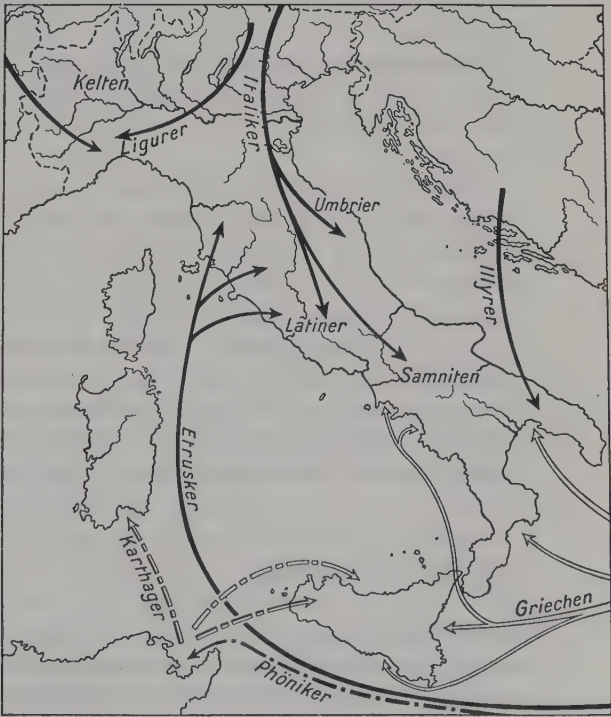 Kelten
Ligurer
Italiker
Umbrier
Illyrer
Latiner
Samniten
Etrusker
Karthager
Griechen
Phöniker